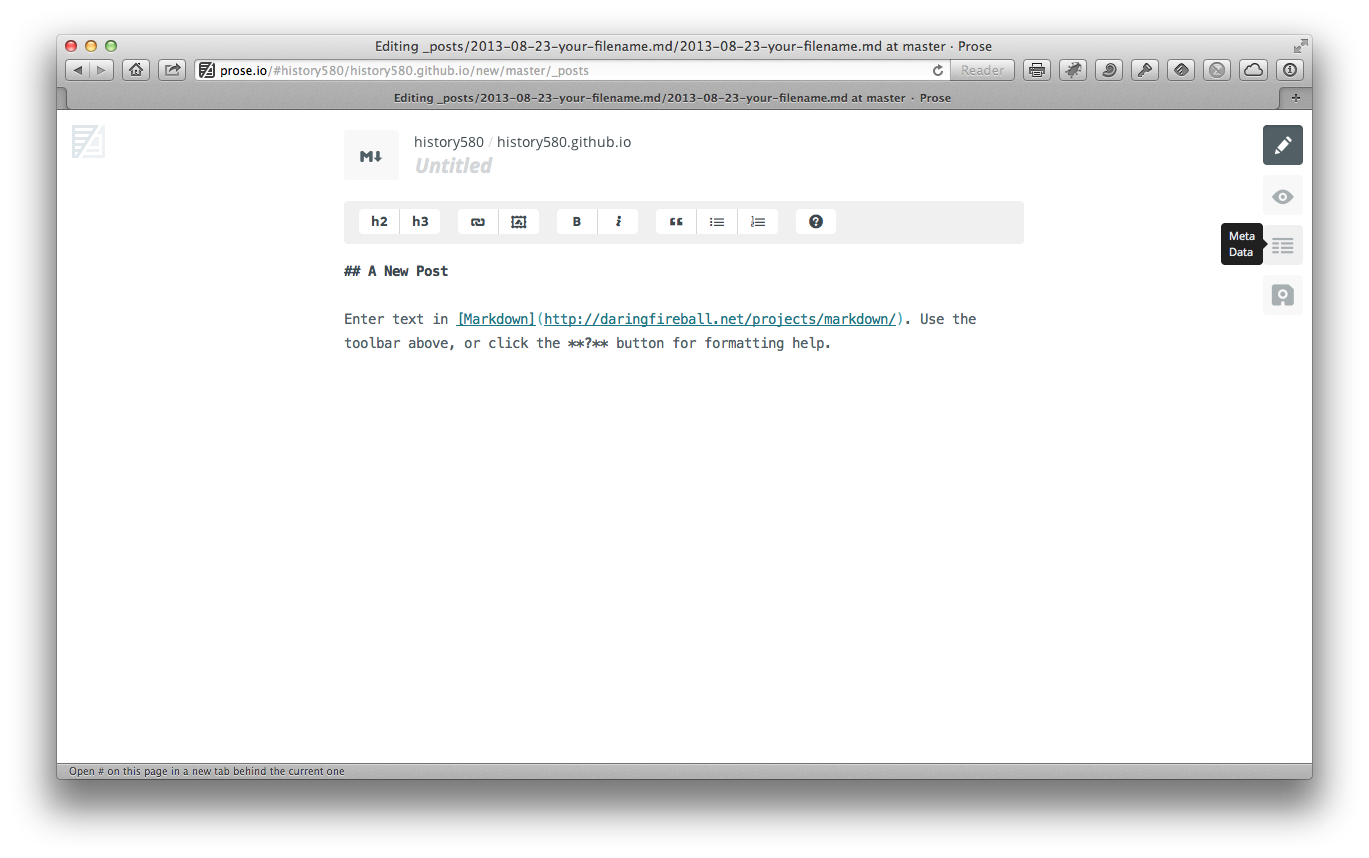 Editing _posts/2013-08-23-your-filename.md/2013-08-23-your-filename.md at master · Prose
prose.io/#history580/history580.github.io/new/master/_posts
Reader
Editing _posts/2013-08-23-your-filename.md/2013-08-23-your-filename.md at master · Prose
M↓
history580 / history580.github.io
Untitled
h2 h3 B i ?
## A New Post
Enter text in [Markdown](http://daringfireball.net/projects/markdown/). Use the
toolbar above, or click the **?** button for formatting help.
Meta
Data
Open # on this page in a new tab behind the current one